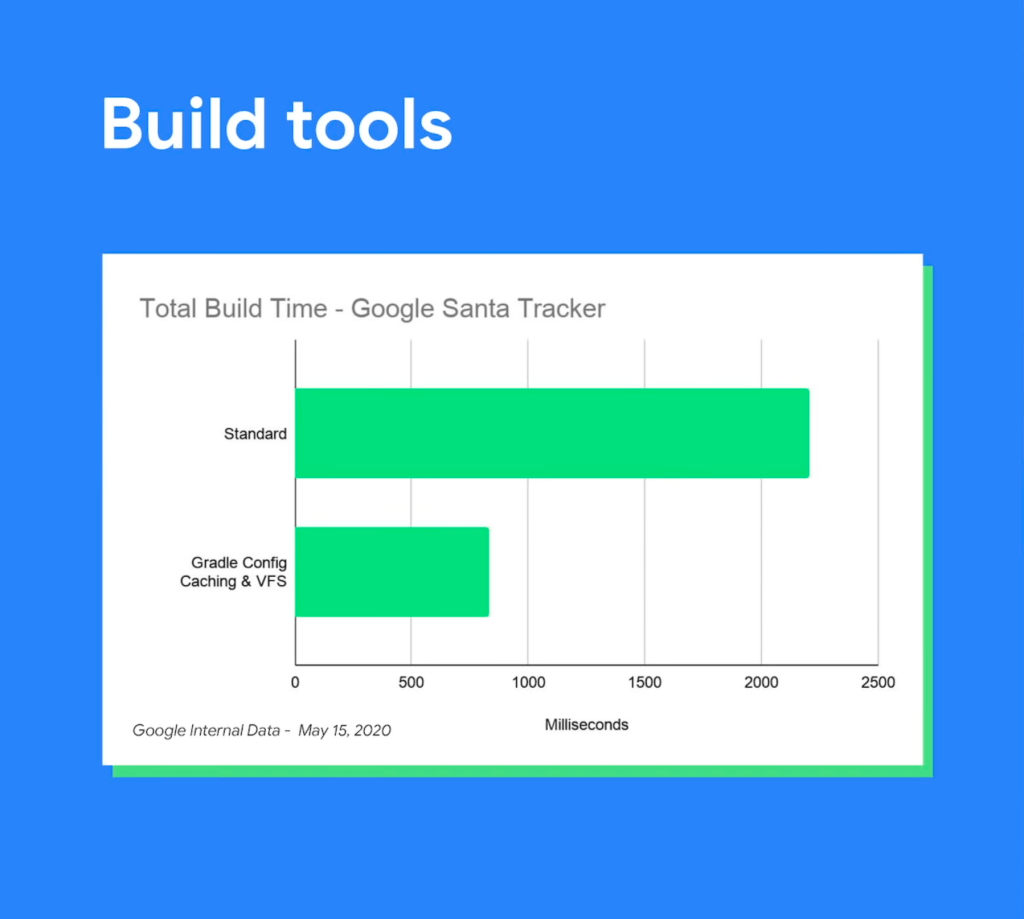 Build tools
Total Build Time - Google Santa Tracker
Standard
Gradle Config
Caching & VFS
0 500 1000 1500 2000 2500
Milliseconds
Google Internal Data - May 15, 2020